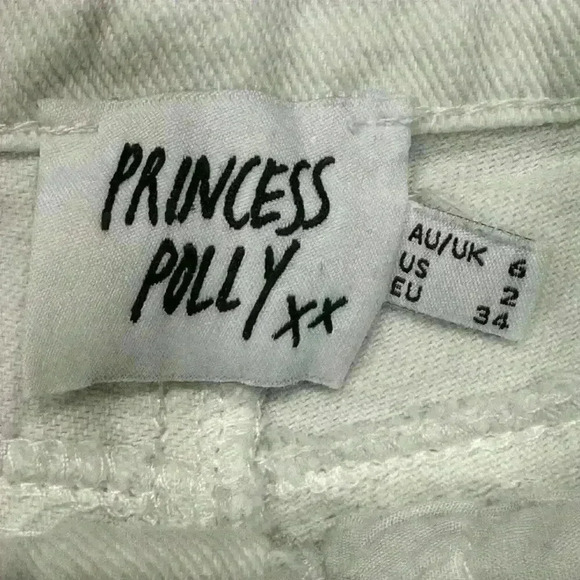 PRINCESS
POLLY xx
AU/UK 6
US 2
EU 34